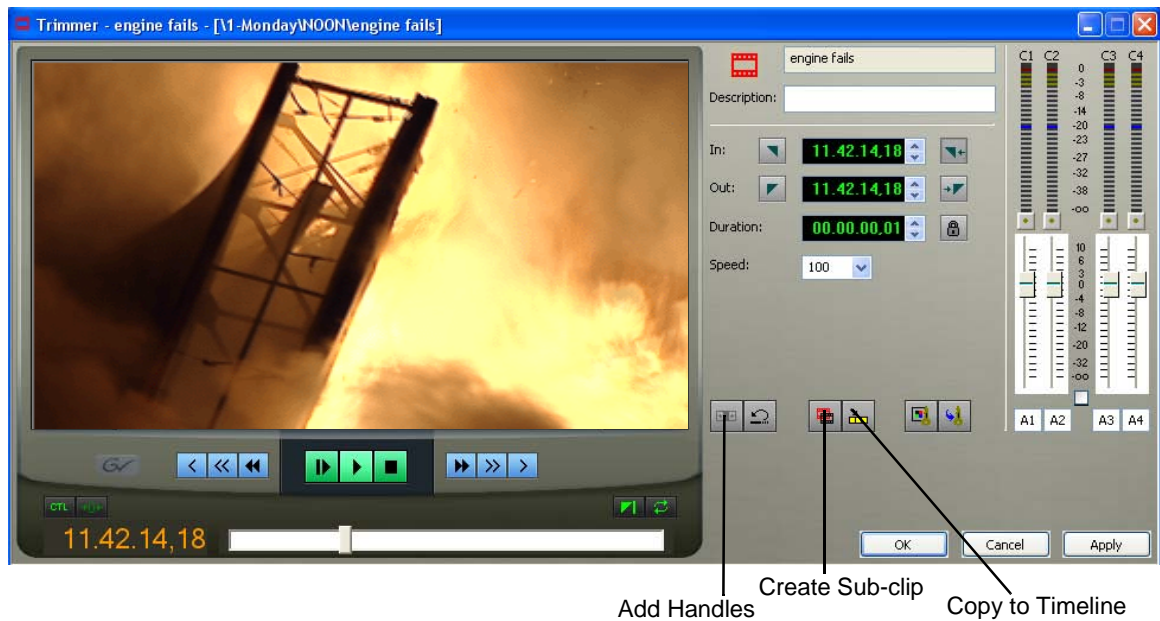 Trimmer - engine fails - [\1-Monday\NOON\engine fails]
engine fails
Description:
In: 11.42.14,18
Out: 11.42.14,18
Duration: 00.00.00,01
Speed: 100
C1 C2 C3 C4
0
-3
-8
-14
-20
-23
-27
-32
-38
-oo
10
6
3
0
-4
-8
-12
-20
-32
-oo
A1 A2 A3 A4
GV
CTL
11.42.14,18
OK Cancel Apply
Add Handles
Create Sub-clip
Copy to Timeline